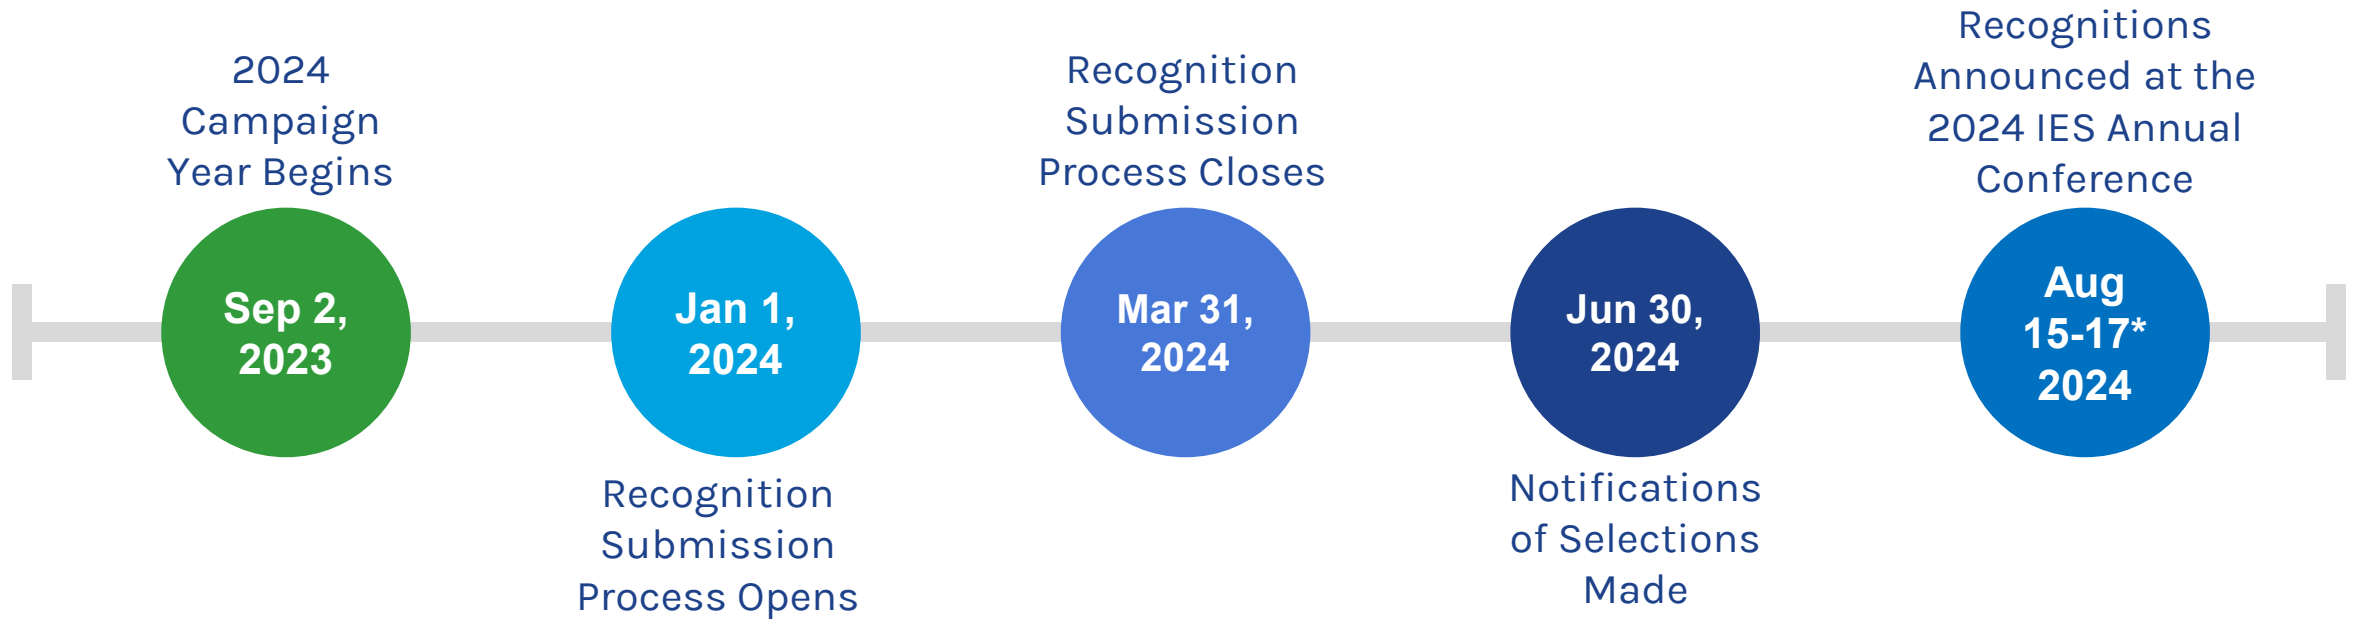 2024
Campaign
Year Begins
Sep 2,
2023
Jan 1,
2024
Recognition
Submission
Process Opens
Recognition
Submission
Process Closes
Mar 31,
2024
Jun 30,
2024
Notifications
of Selections
Made
Recognitions
Announced at the
2024 IES Annual
Conference
Aug
15-17*
2024